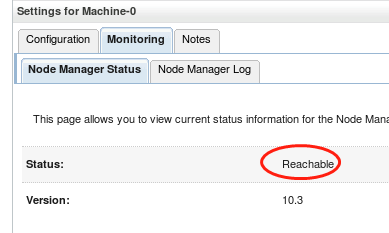 Settings for Machine-0
Configuration Monitoring Notes
Node Manager Status Node Manager Log
This page allows you to view current status information for the Node Mana
Status: Reachable
Version: 10.3